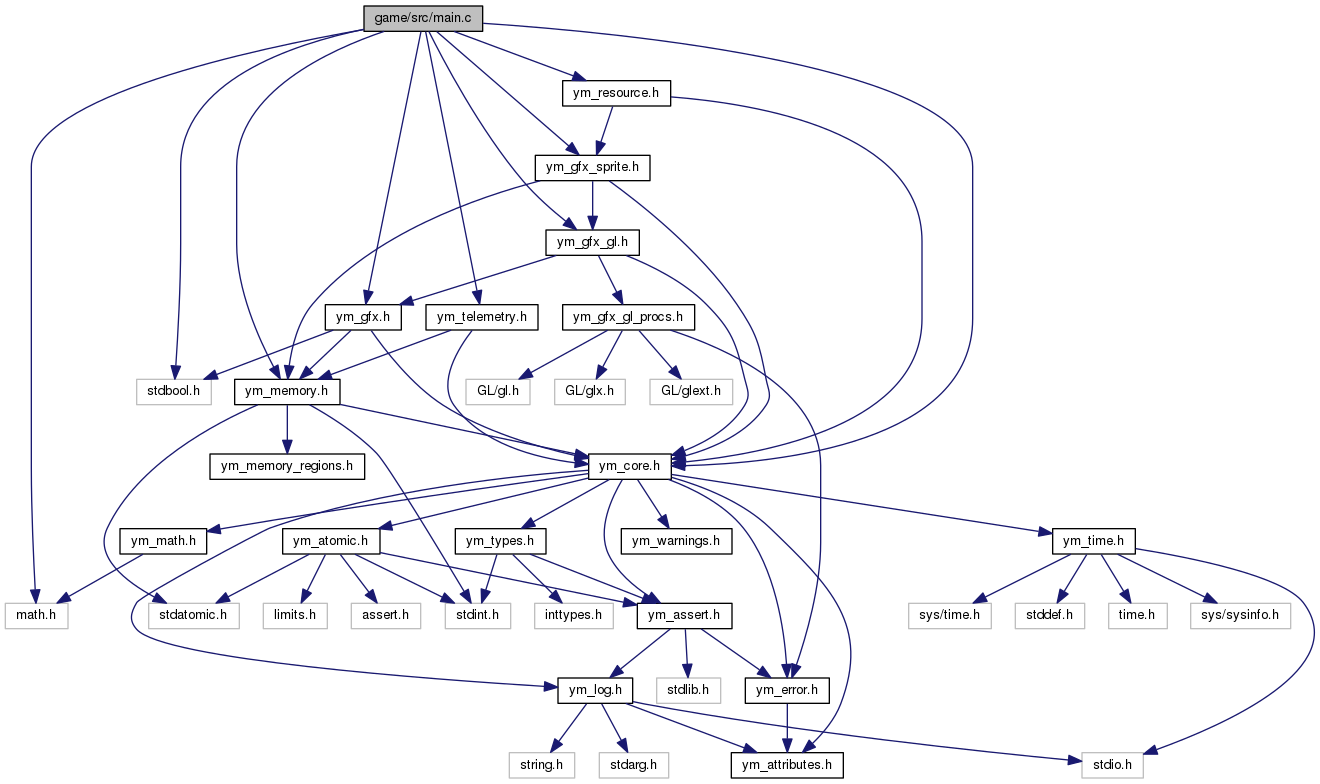 game/src/main.c
ym_resource.h
ym_gfx_sprite.h
ym_gfx_gl.h
ym_gfx.h
ym_telemetry.h
ym_gfx_gl_procs.h
stdbool.h
ym_memory.h
GL/gl.h
GL/glx.h
GL/glext.h
ym_memory_regions.h
ym_core.h
ym_math.h
ym_atomic.h
ym_types.h
ym_warnings.h
ym_time.h
math.h
stdatomic.h
limits.h
assert.h
stdint.h
inttypes.h
ym_assert.h
sys/time.h
stddef.h
time.h
sys/sysinfo.h
ym_log.h
stdlib.h
ym_error.h
string.h
stdarg.h
ym_attributes.h
stdio.h